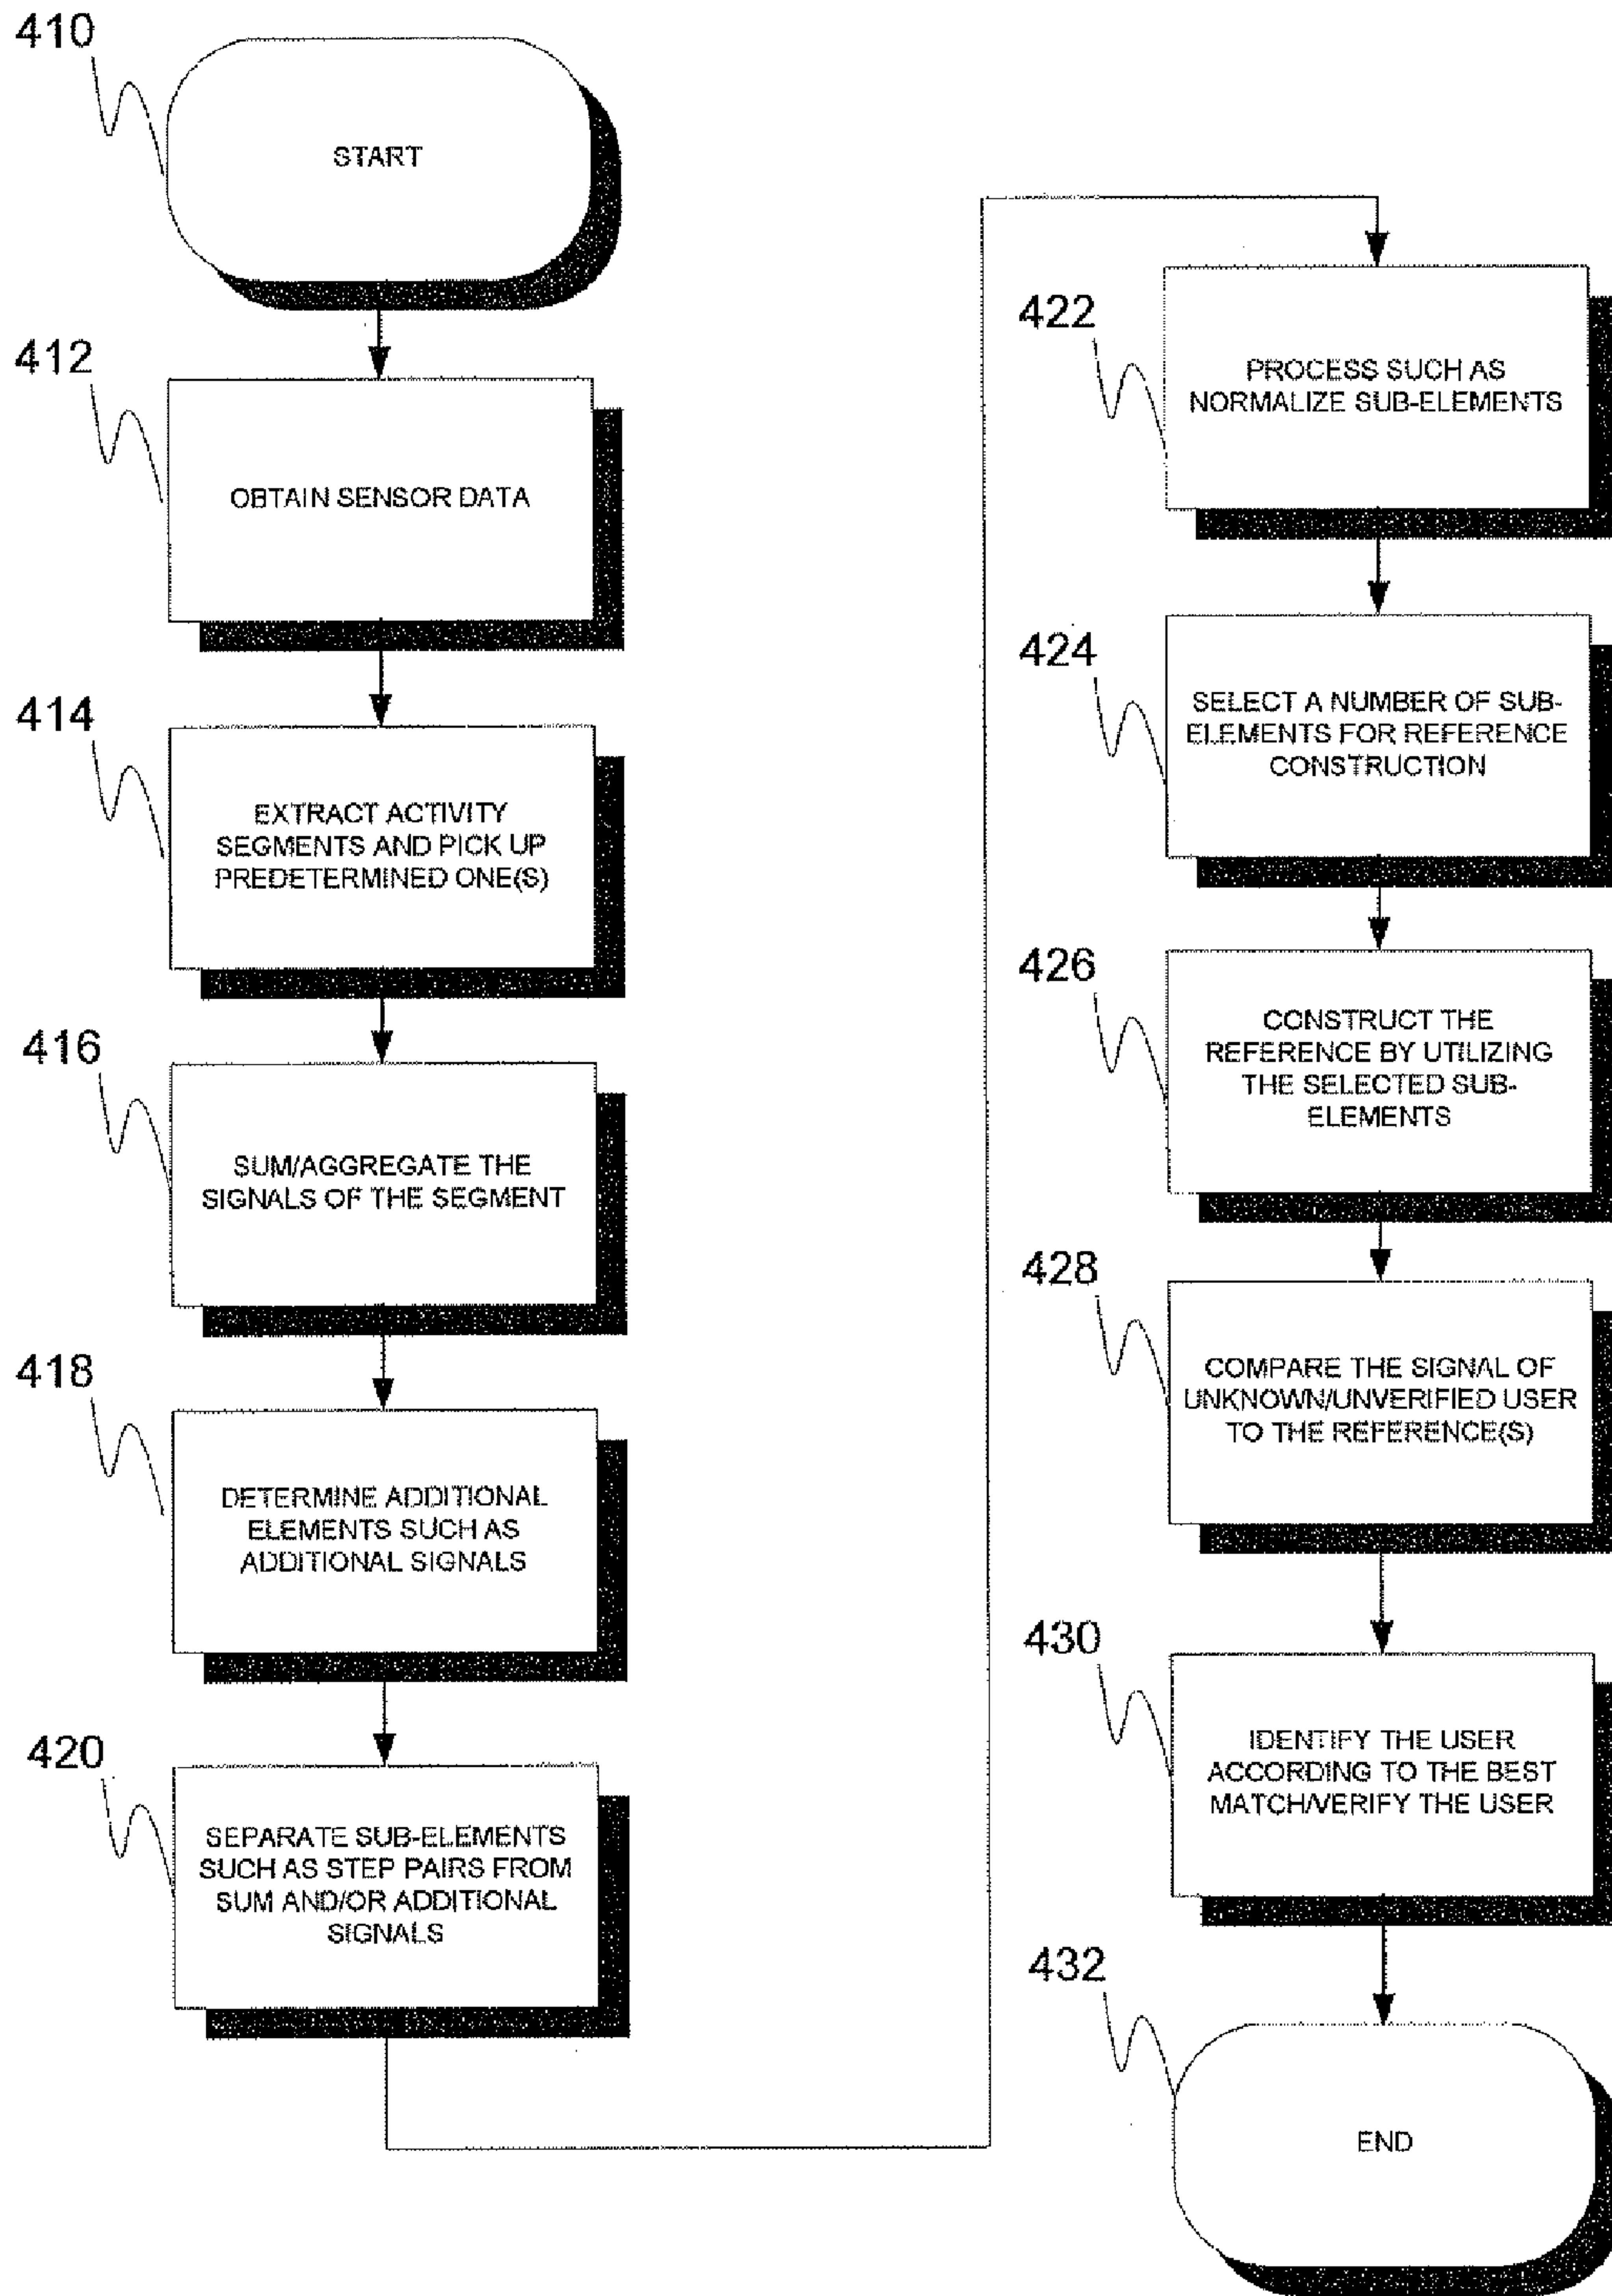 410
START
412
OBTAIN SENSOR DATA
414
EXTRACT ACTIVITY
SEGMENTS AND PICK UP
PREDETERMINED ONE(S)
416
SUM/AGGREGATE THE
SIGNALS OF THE SEGMENT
418
DETERMINE ADDITIONAL
ELEMENTS SUCH AS
ADDITIONAL SIGNALS
420
SEPARATE SUB-ELEMENTS
SUCH AS STEP PAIRS FROM
SUM AND/OR ADDITIONAL
SIGNALS
422
PROCESS SUCH AS
NORMALIZE SUB-ELEMENTS
424
SELECT A NUMBER OF SUB-
ELEMENTS FOR REFERENCE
CONSTRUCTION
426
CONSTRUCT THE
REFERENCE BY UTILIZING
THE SELECTED SUB-
ELEMENTS
428
COMPARE THE SIGNAL OF
UNKNOWN/UNVERIFIED USER
TO THE REFERENCE(S)
430
IDENTIFY THE USER
ACCORDING TO THE BEST
MATCH/VERIFY THE USER
432
END